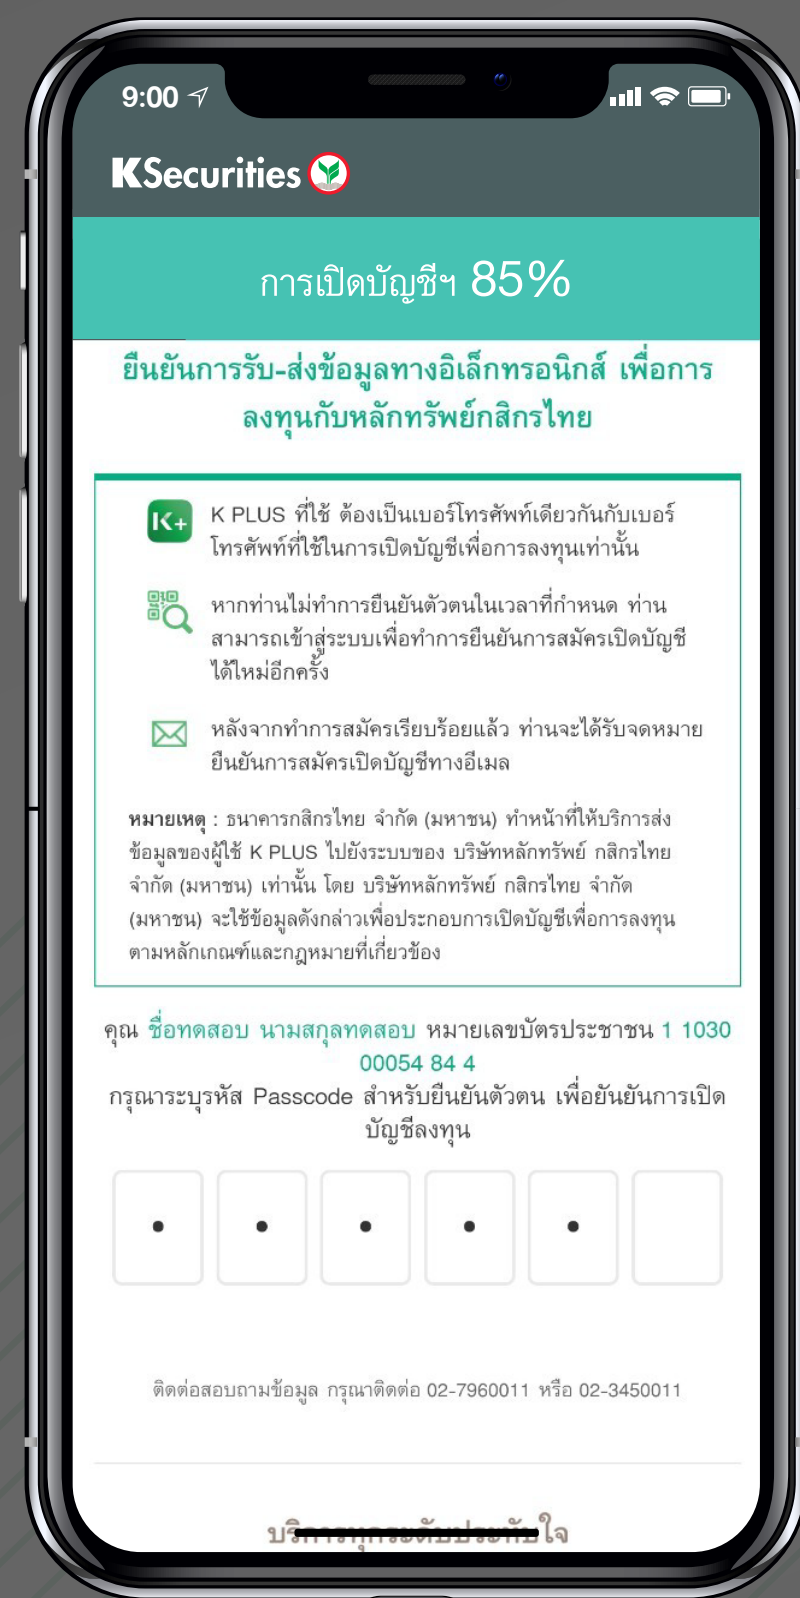 9:00
KSecurities
การเปิดบัญชีฯ 85%
ยืนยันการรับ-ส่งข้อมูลทางอิเล็กทรอนิกส์ เพื่อการ
ลงทุนกับหลักทรัพย์กสิกรไทย
K+
K PLUS ที่ใช้ ต้องเป็นเบอร์โทรศัพท์เดียวกันกับเบอร์
โทรศัพท์ที่ใช้ในการเปิดบัญชีเพื่อการลงทุนเท่านั้น
หากท่านไม่ทำการยืนยันตัวตนในเวลาที่กำหนด ท่าน
สามารถเข้าสู่ระบบเพื่อทำการยืนยันการสมัครเปิดบัญชี
ได้ใหม่อีกครั้ง
หลังจากทำการสมัครเรียบร้อยแล้ว ท่านจะได้รับจดหมาย
ยืนยันการสมัครเปิดบัญชีทางอีเมล
หมายเหตุ : ธนาคารกสิกรไทย จำกัด (มหาชน) ทำหน้าที่ให้บริการส่ง
ข้อมูลของผู้ใช้ K PLUS ไปยังระบบของ บริษัทหลักทรัพย์ กสิกรไทย
จำกัด (มหาชน) เท่านั้น โดย บริษัทหลักทรัพย์ กสิกรไทย จำกัด
(มหาชน) จะใช้ข้อมูลดังกล่าวเพื่อประกอบการเปิดบัญชีเพื่อการลงทุน
ตามหลักเกณฑ์และกฎหมายที่เกี่ยวข้อง
คุณ ชื่อทดสอบ นามสกุลทดสอบ หมายเลขบัตรประชาชน 1 1030
00054 84 4
กรุณาระบุรหัส Passcode สำหรับยืนยันตัวตน เพื่อยันยันการเปิด
บัญชีลงทุน
ติดต่อสอบถามข้อมูล กรุณาติดต่อ 02-7960011 หรือ 02-3450011
บริการทุกระดับประทับใจ